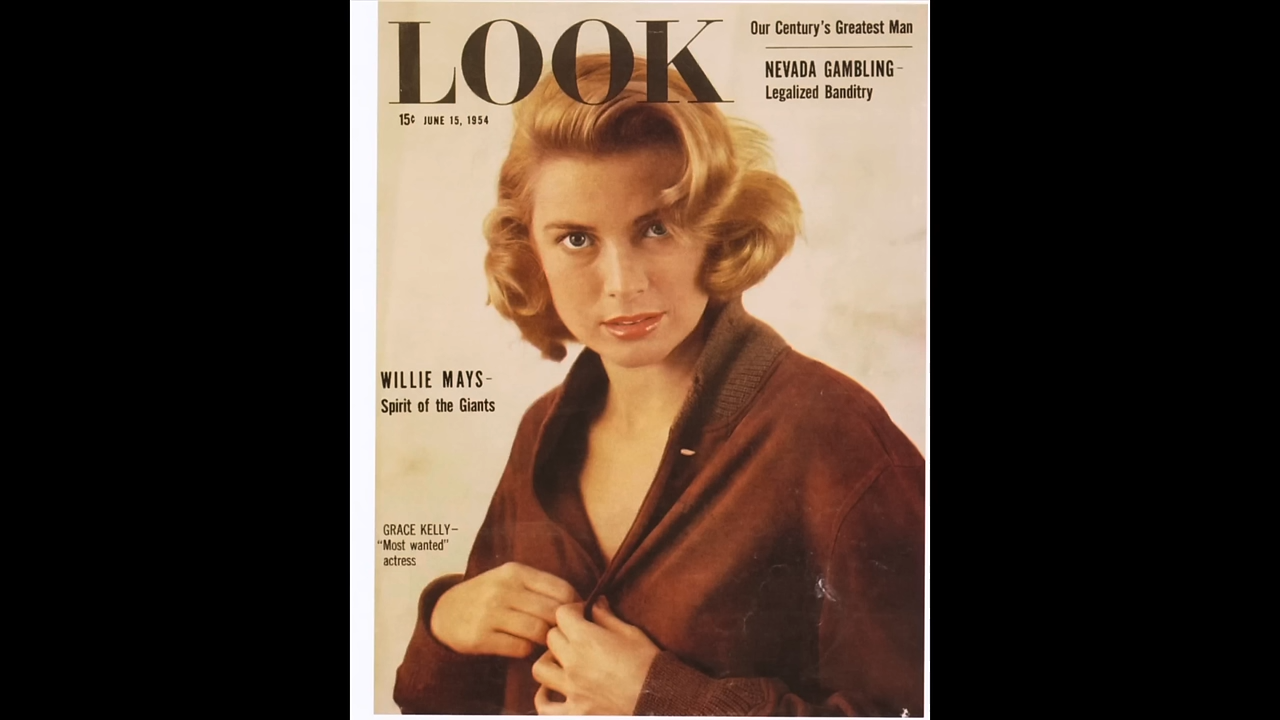 LOOK
15¢ JUNE 15, 1954
Our Century's Greatest Man
NEVADA GAMBLING–
Legalized Banditry
WILLIE MAYS–
Spirit of the Giants
GRACE KELLY–
“Most wanted”
actress